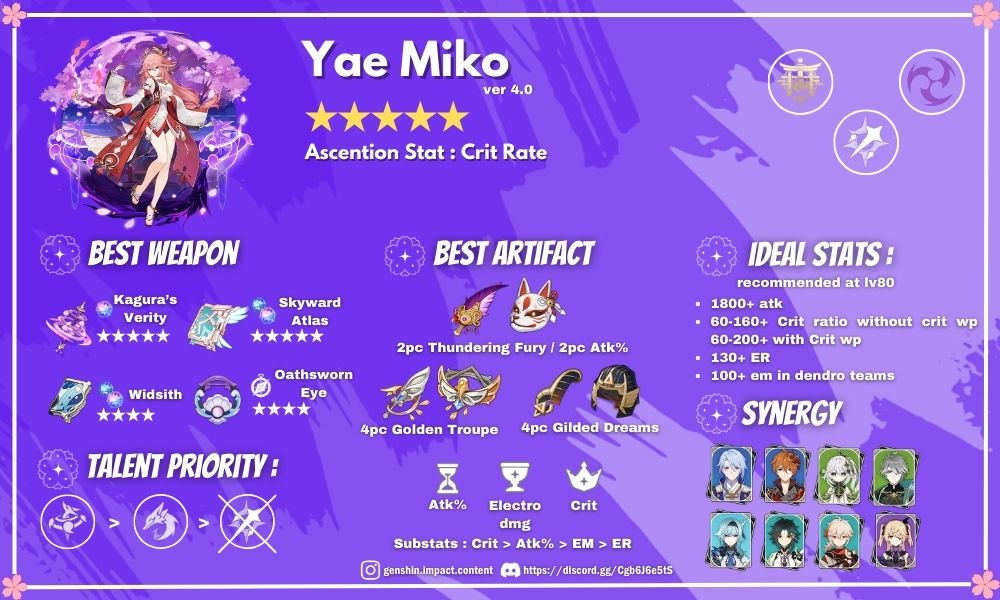 Yae Miko
ver 4.0
Ascention Stat : Crit Rate
BEST WEAPON
Kagura's
Verity
Skyward
Atlas
Widsith
Oathsworn
Eye
TALENT PRIORITY :
> >
BEST ARTIFACT
2pc Thundering Fury / 2pc Atk%
4pc Golden Troupe
4pc Gilded Dreams
Atk%
Electro
dmg
Crit
Substats : Crit > Atk% > EM > ER
genshin.impact.content
https://discord.gg/Cgb6J6e5tS
IDEAL STATS :
recommended at lv80
1800+ atk
60-160+ Crit ratio without crit wp
60-200+ with Crit wp
130+ ER
100+ em in dendro teams
SYNERGY